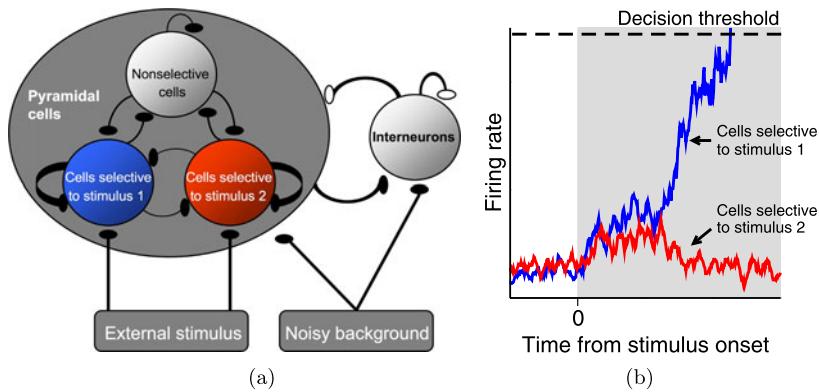 Nonselective
cells
Pyramidal
cells
Interneurons
Cells selective
to stimulus 1
Cells selective
to stimulus 2
External stimulus
Noisy background
(a)
Decision threshold
Firing rate
Cells selective
to stimulus 1
Cells selective
to stimulus 2
0
Time from stimulus onset
(b)